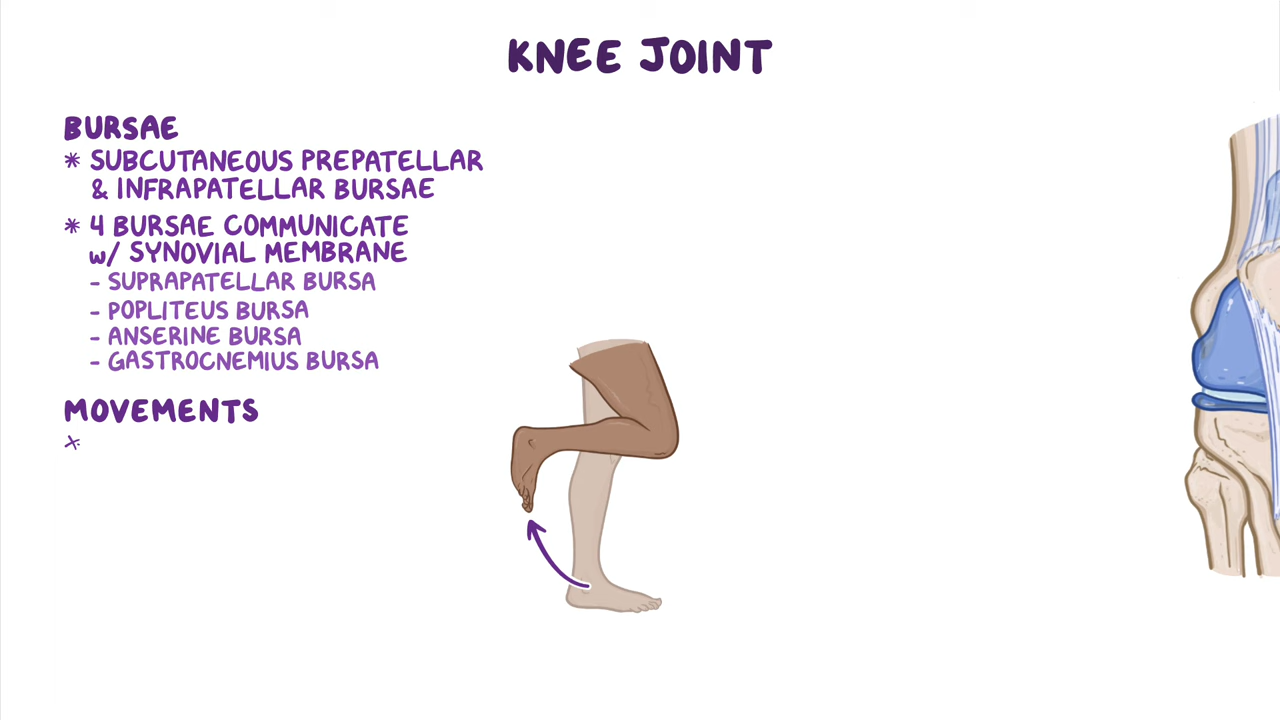 KNEE JOINT
BURSAE
* SUBCUTANEOUS PREPATELLAR
& INFRAPATELLAR BURSAE
* 4 BURSAE COMMUNICATE
w/ SYNOVIAL MEMBRANE
- SUPRAPATELLAR BURSA
- POPLITEUS BURSA
- ANSERINE BURSA
- GASTROCNEMIUS BURSA
MOVEMENTS
*